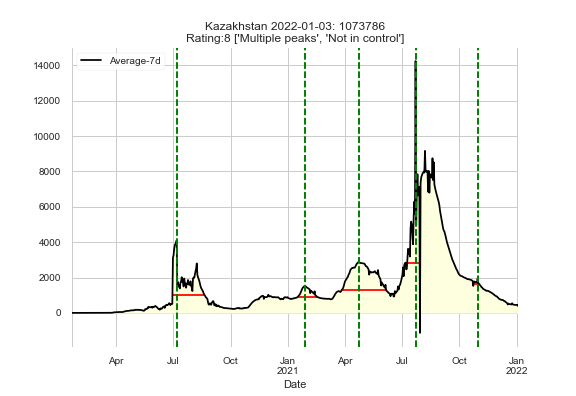 Kazakhstan 2022-01-03: 1073786
Rating:8 ['Multiple peaks', 'Not in control']
Average-7d
14000
12000
10000
8000
6000
4000
2000
0
Apr Jul Oct Jan Apr Jul Oct Jan
2021 2022
Date